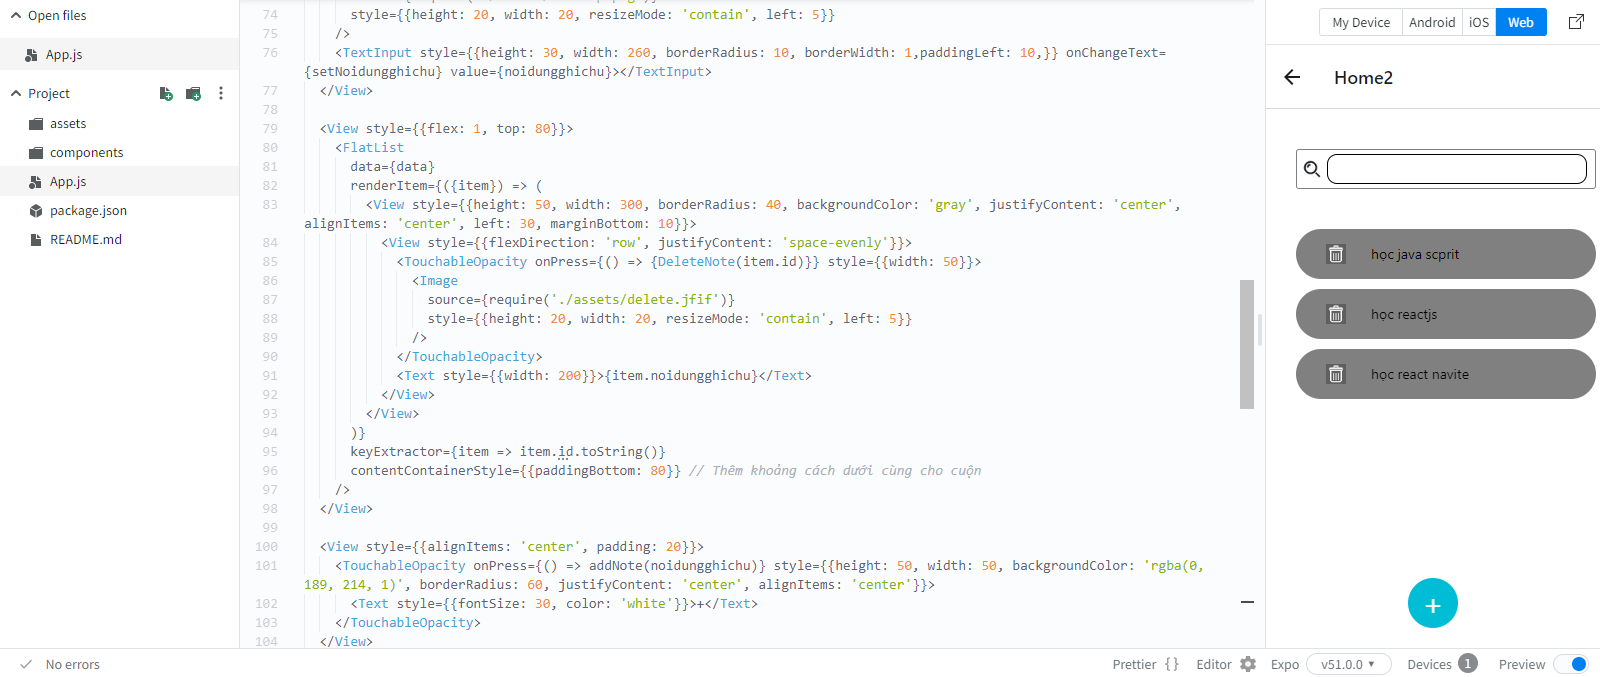 Open files
App.js
Project
assets
components
App.js
package.json
README.md
74 style={{height: 20, width: 20, resizeMode: 'contain', left: 5}}
75 />
76 <TextInput style={{height: 30, width: 260, borderRadius: 10, borderWidth: 1,paddingLeft: 10,}} onChangeText=
{setNoidungghichu} value={noidungghichu}></TextInput>
77 </View>
78
79 <View style={{flex: 1, top: 80}}>
80 <FlatList
81 data={data}
82 renderItem={({item}) => (
83 <View style={{height: 50, width: 300, borderRadius: 40, backgroundColor: 'gray', justifyContent: 'center',
alignItems: 'center', left: 30, marginBottom: 10}}>
84 <View style={{flexDirection: 'row', justifyContent: 'space-evenly'}}>
85 <TouchableOpacity onPress={() => {DeleteNote(item.id)}} style={{width: 50}}>
86 <Image
87 source={require('./assets/delete.jfif')}
88 style={{height: 20, width: 20, resizeMode: 'contain', left: 5}}
89 />
90 </TouchableOpacity>
91 <Text style={{width: 200}}>{item.noidungghichu}</Text>
92 </View>
93 </View>
94 )}
95 keyExtractor={item => item.id.toString()}
96 contentContainerStyle={{paddingBottom: 80}} // Thêm khoảng cách dưới cùng cho cuộn
97 />
98 </View>
99
100 <View style={{alignItems: 'center', padding: 20}}>
101 <TouchableOpacity onPress={() => addNote(noidungghichu)} style={{height: 50, width: 50, backgroundColor: 'rgba(0,
189, 214, 1)', borderRadius: 60, justifyContent: 'center', alignItems: 'center'}}>
102 <Text style={{fontSize: 30, color: 'white'}}>+</Text>
103 </TouchableOpacity>
104 </View>
My Device Android iOS Web
Home2
học java scprit
học reactjs
học react navite
+
No errors
Prettier {} Editor Expo v51.0.0 Devices 1 Preview